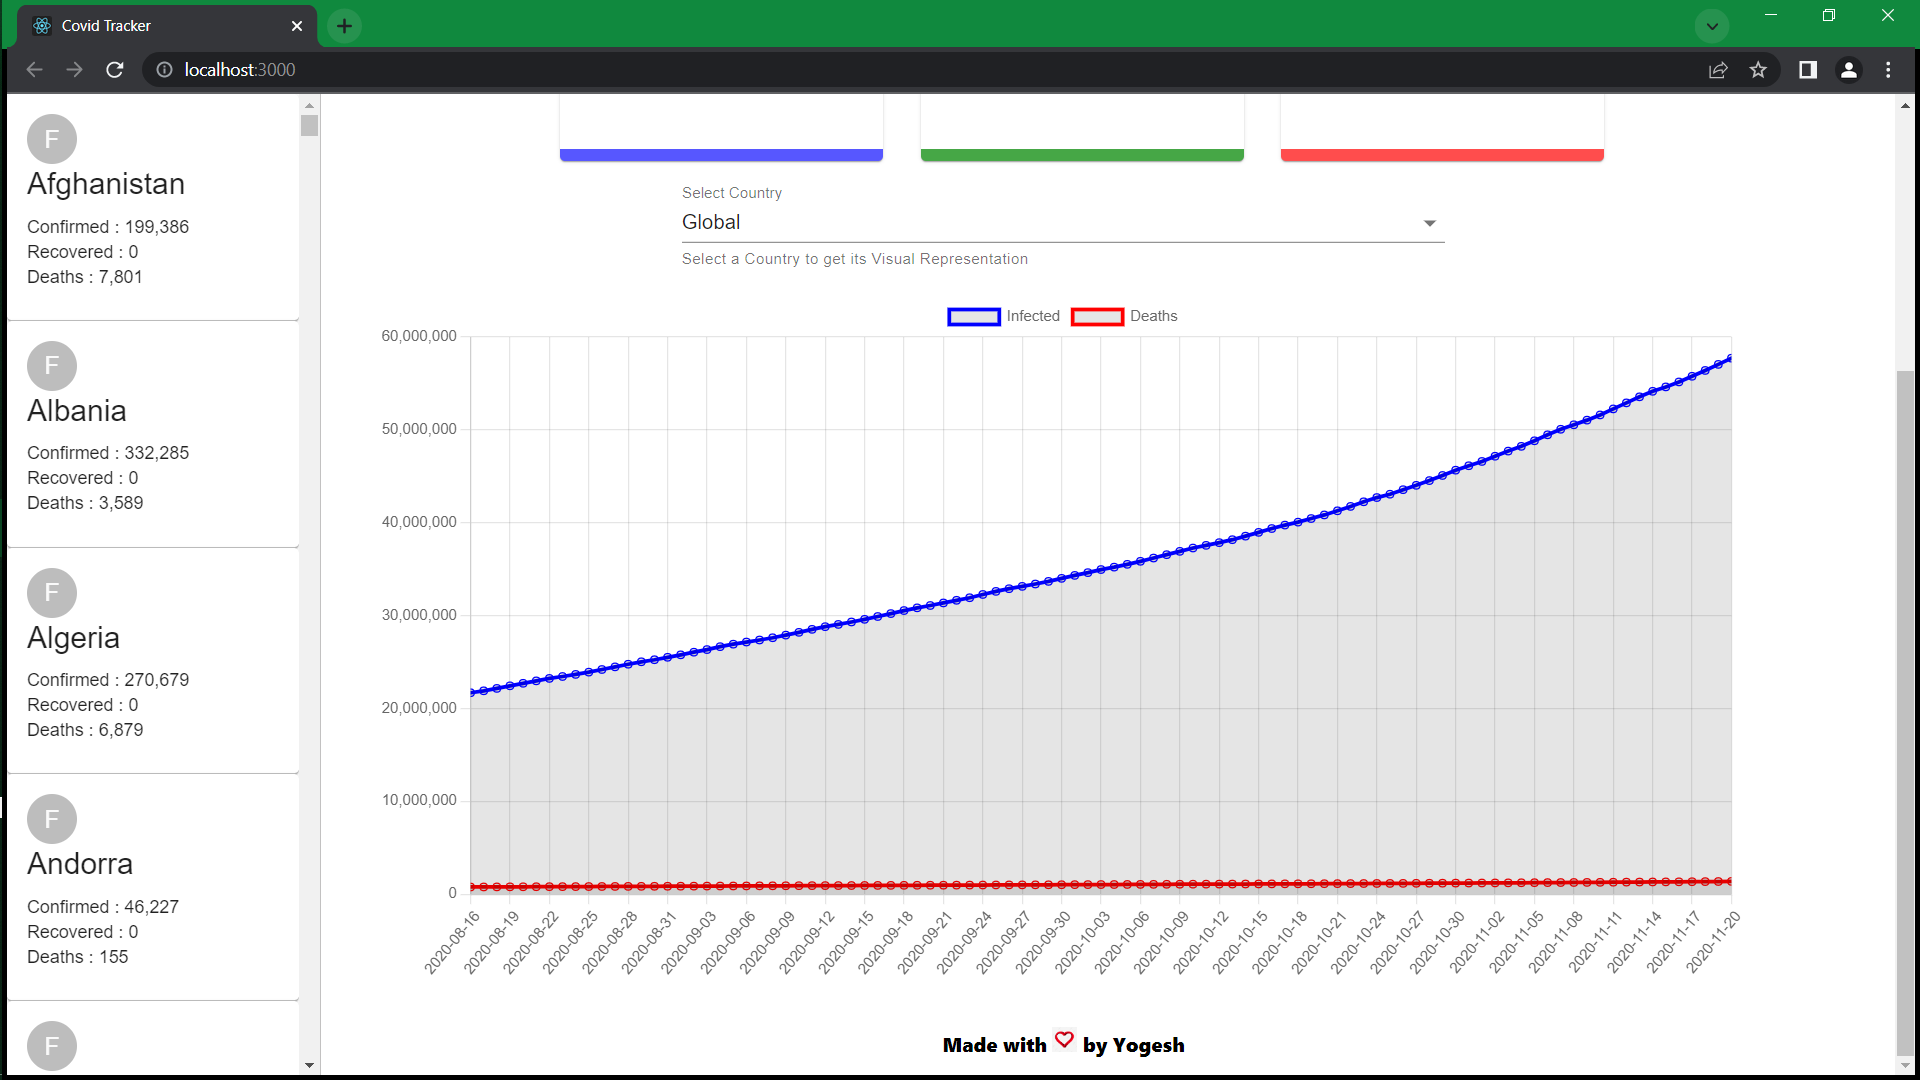 Covid Tracker
localhost:3000
F
Afghanistan
Confirmed : 199,386
Recovered : 0
Deaths : 7,801
F
Albania
Confirmed : 332,285
Recovered : 0
Deaths : 3,589
F
Algeria
Confirmed : 270,679
Recovered : 0
Deaths : 6,879
F
Andorra
Confirmed : 46,227
Recovered : 0
Deaths : 155
F
Select Country
Global
Select a Country to get its Visual Representation
Infected Deaths
60,000,000
50,000,000
40,000,000
30,000,000
20,000,000
10,000,000
0
2020-08-16 2020-08-19 2020-08-22 2020-08-25 2020-08-28 2020-08-31 2020-09-03 2020-09-06 2020-09-09 2020-09-12 2020-09-15 2020-09-18 2020-09-21 2020-09-24 2020-09-27 2020-09-30 2020-10-03 2020-10-06 2020-10-09 2020-10-12 2020-10-15 2020-10-18 2020-10-21 2020-10-24 2020-10-27 2020-10-30 2020-11-02 2020-11-05 2020-11-08 2020-11-11 2020-11-14 2020-11-17 2020-11-20
Made with by Yogesh